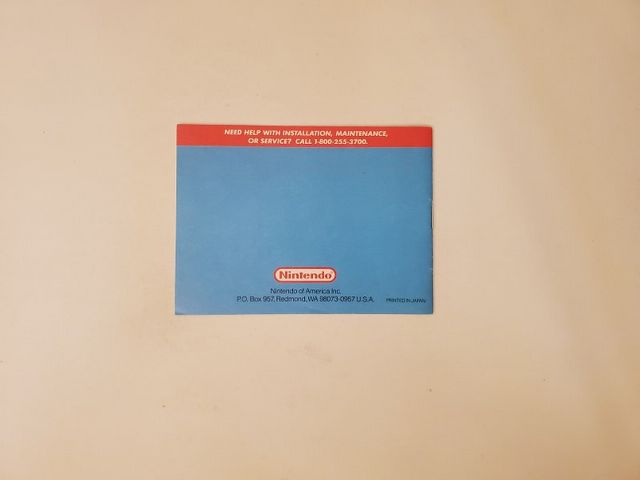 NEED HELP WITH INSTALLATION, MAINTENANCE,
OR SERVICE? CALL 1-800-255-3700.
Nintendo
Nintendo of America Inc.
P.O. Box 957, Redmond, WA 98073-0957 U.S.A.
PRINTED IN JAPAN